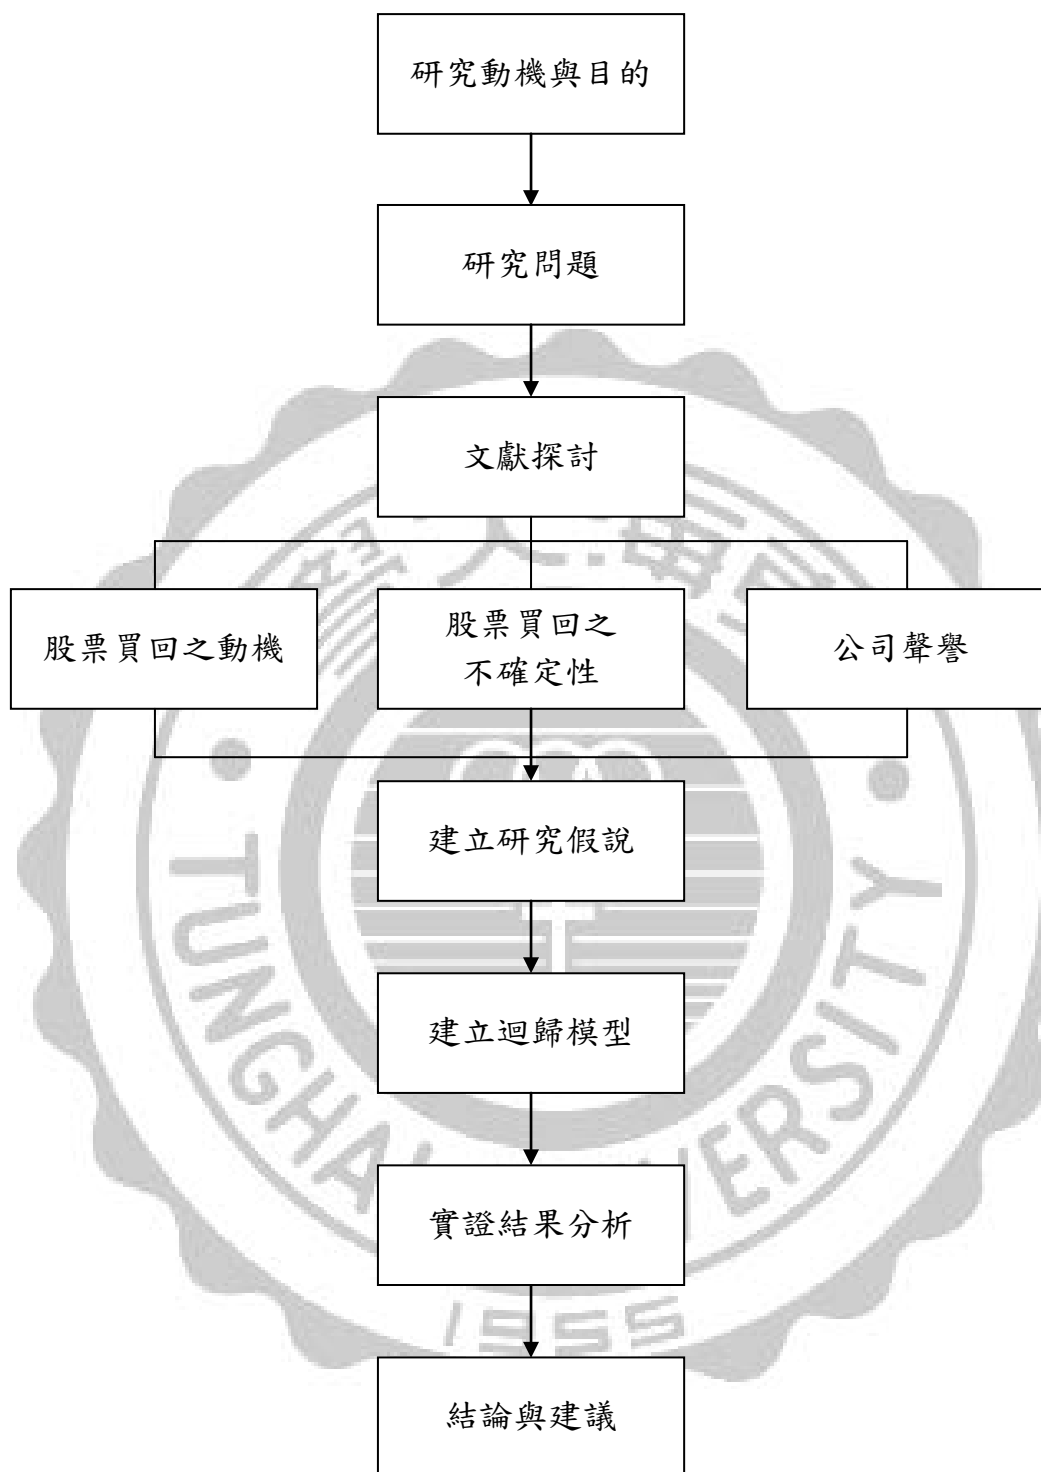 研究動機與目的
研究問題
文獻探討
股票買回之動機
股票買回之
不確定性
公司聲譽
建立研究假說
建立迴歸模型
實證結果分析
結論與建議
TUNGHAI UNIVERSITY
1955